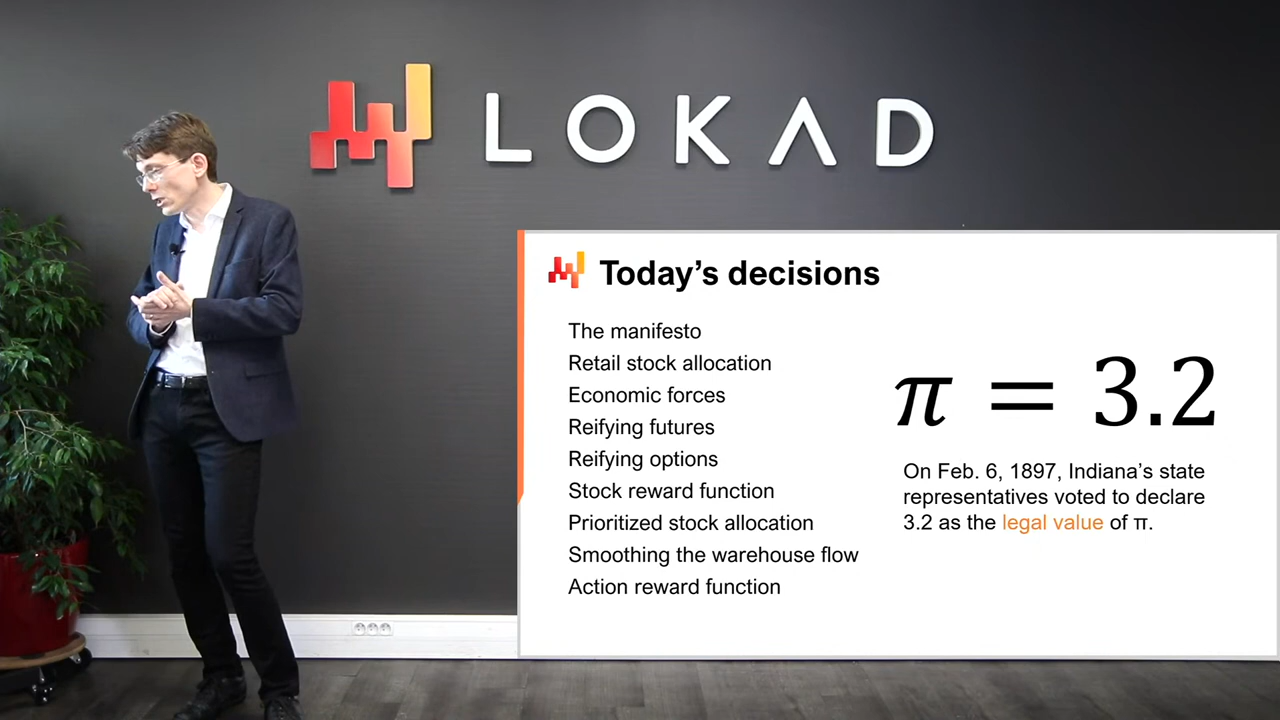 LOKAD
Today's decisions
The manifesto
Retail stock allocation
Economic forces
Reifying futures
Reifying options
Stock reward function
Prioritized stock allocation
Smoothing the warehouse flow
Action reward function
π = 3.2
On Feb. 6, 1897, Indiana's state
representatives voted to declare
3.2 as the legal value of π.